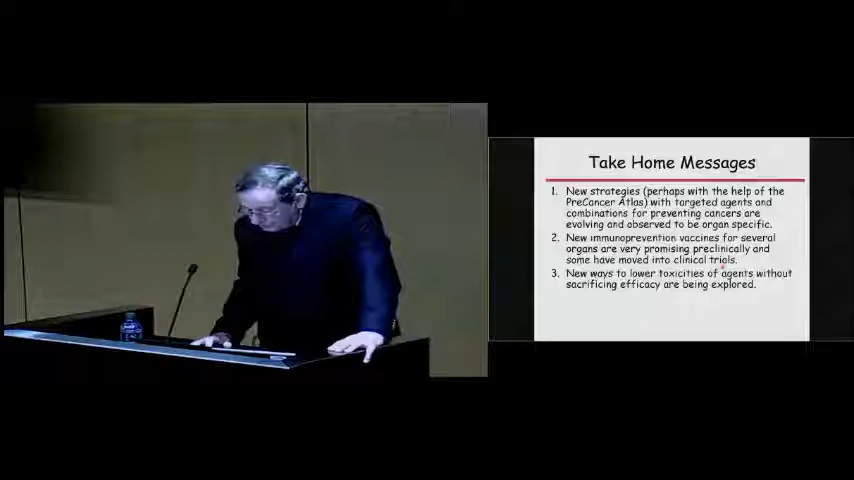 Take Home Messages
1. New strategies (perhaps with the help of the
PreCancer Atlas) with targeted agents and
combinations for preventing cancers are
evolving and observed to be organ specific.
2. New immunoprevention vaccines for several
organs are very promising preclinically and
some have moved into clinical trials.
3. New ways to lower toxicities of agents without
sacrificing efficacy are being explored.